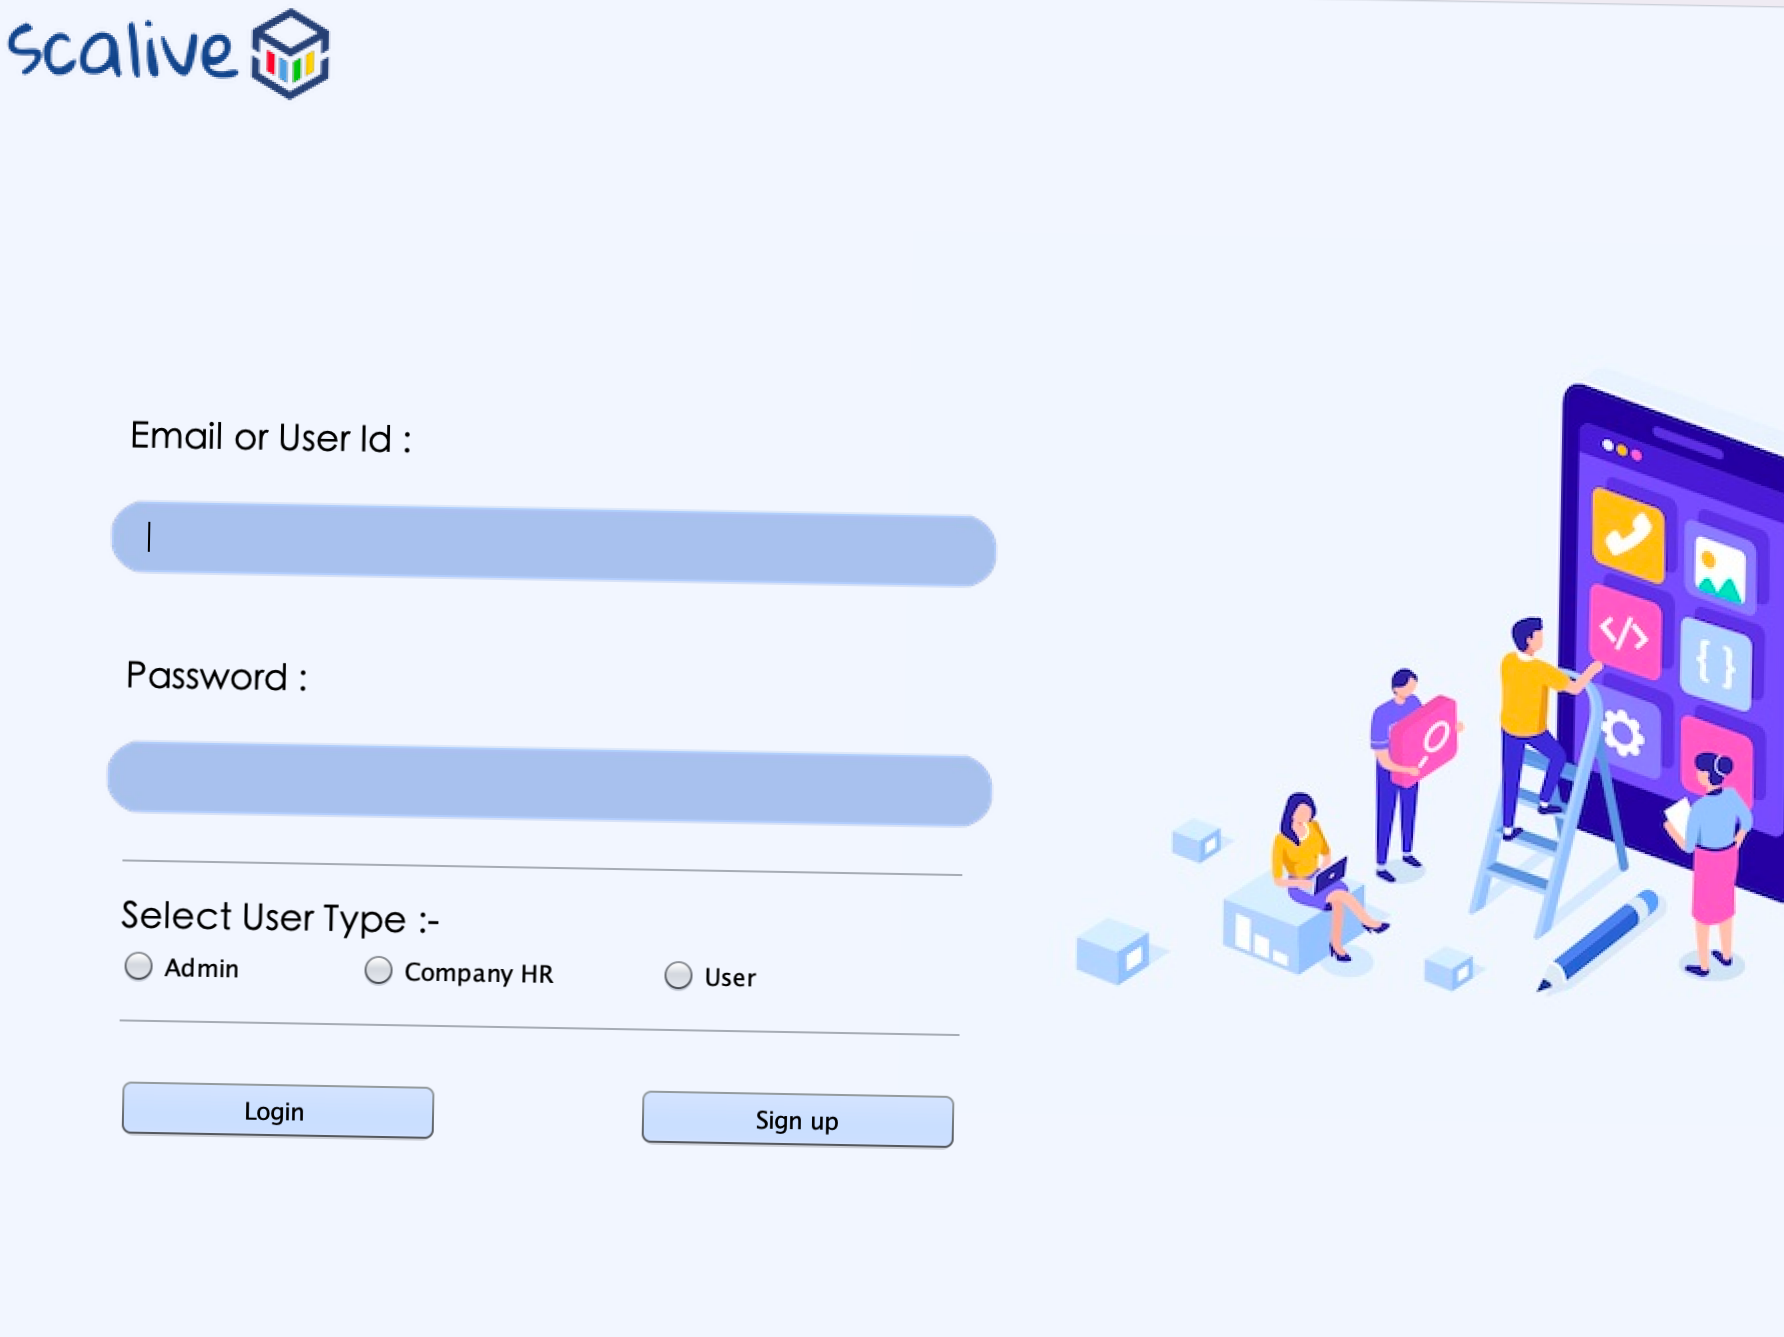 scalive
Email or User Id :
Password :
Select User Type :-
Admin Company HR User
Login Sign up